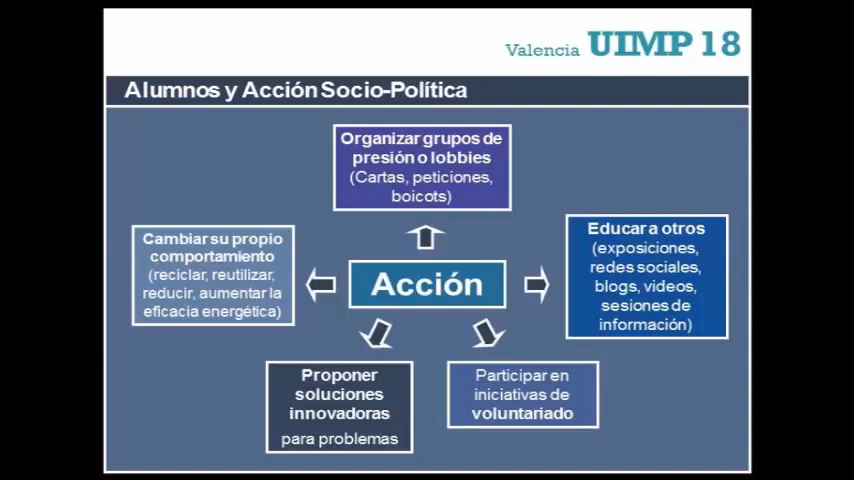 Valencia UIMP 18
Alumnos y Acción Socio-Política
Organizar grupos de
presión o lobbies
(Cartas, peticiones,
boicots)
Cambiar su propio
comportamiento
(reciclar, reutilizar,
reducir, aumentar la
eficacia energética)
Acción
Educar a otros
(exposiciones,
redes sociales,
blogs, videos,
sesiones de
información)
Proponer
soluciones
innovadoras
para problemas
Participar en
iniciativas de
voluntariado